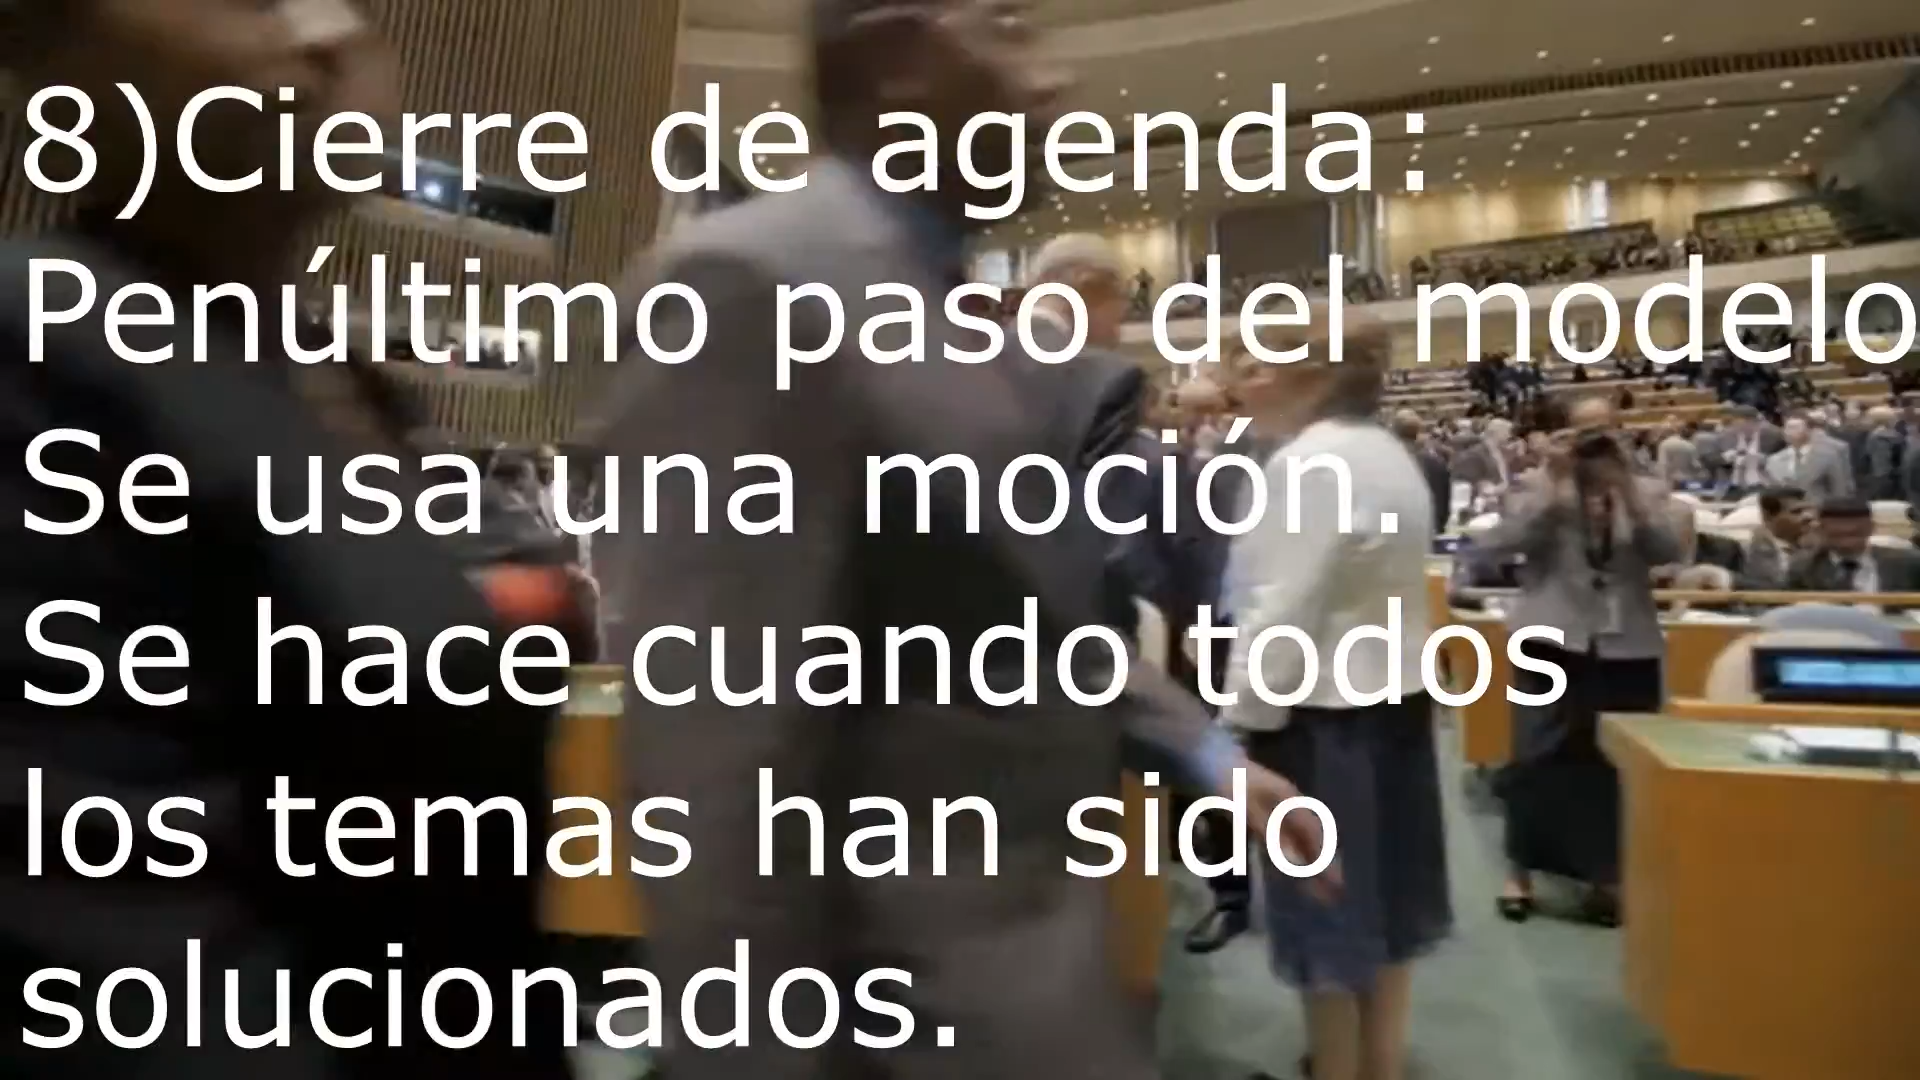 8)Cierre de agenda:
Penúltimo paso del modelo
Se usa una moción.
Se hace cuando todos
los temas han sido
solucionados.